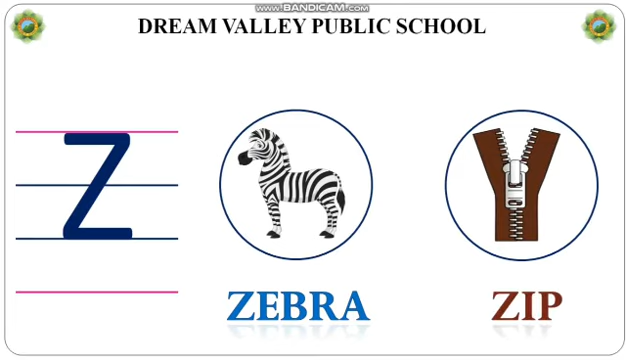 www.BANDICAM.com
DREAM VALLEY PUBLIC SCHOOL
Z
ZEBRA
ZIP